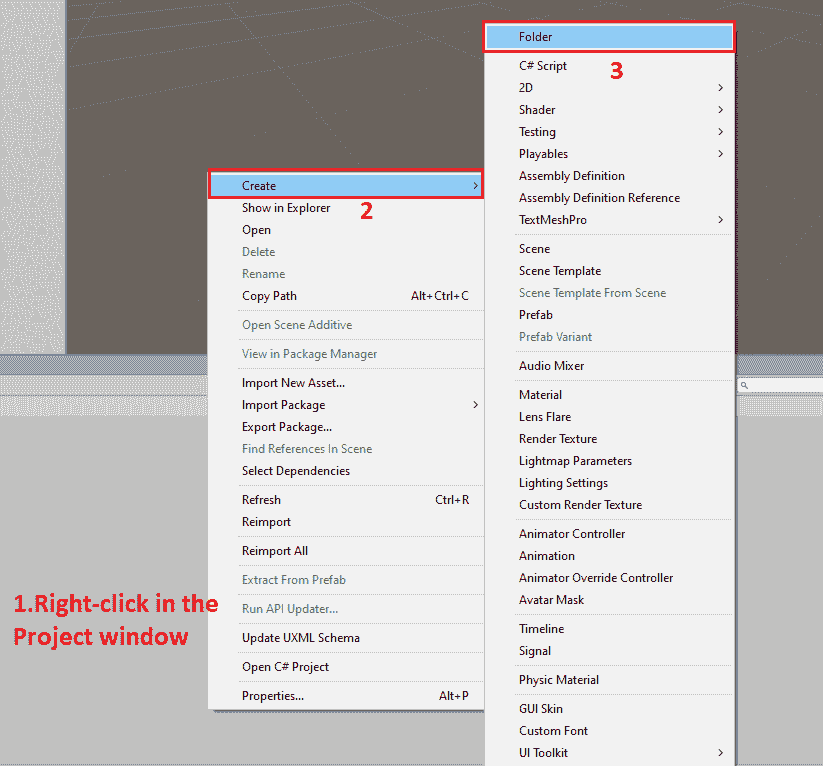 Folder
C# Script
3
2D
Shader
Testing
Playables
Assembly Definition
Assembly Definition Reference
TextMeshPro
Scene
Scene Template
Scene Template From Scene
Prefab
Prefab Variant
Audio Mixer
Material
Lens Flare
Render Texture
Lightmap Parameters
Lighting Settings
Custom Render Texture
Animator Controller
Animation
Animator Override Controller
Avatar Mask
Timeline
Signal
Physic Material
GUI Skin
Custom Font
UI Toolkit
Create
2
Show in Explorer
Open
Delete
Rename
Copy Path Alt+Ctrl+C
Open Scene Additive
View in Package Manager
Import New Asset...
Import Package
Export Package...
Find References In Scene
Select Dependencies
Refresh Ctrl+R
Reimport
Reimport All
Extract From Prefab
Run API Updater...
Update UXML Schema
Open C# Project
Properties... Alt+P
1.Right-click in the
Project window